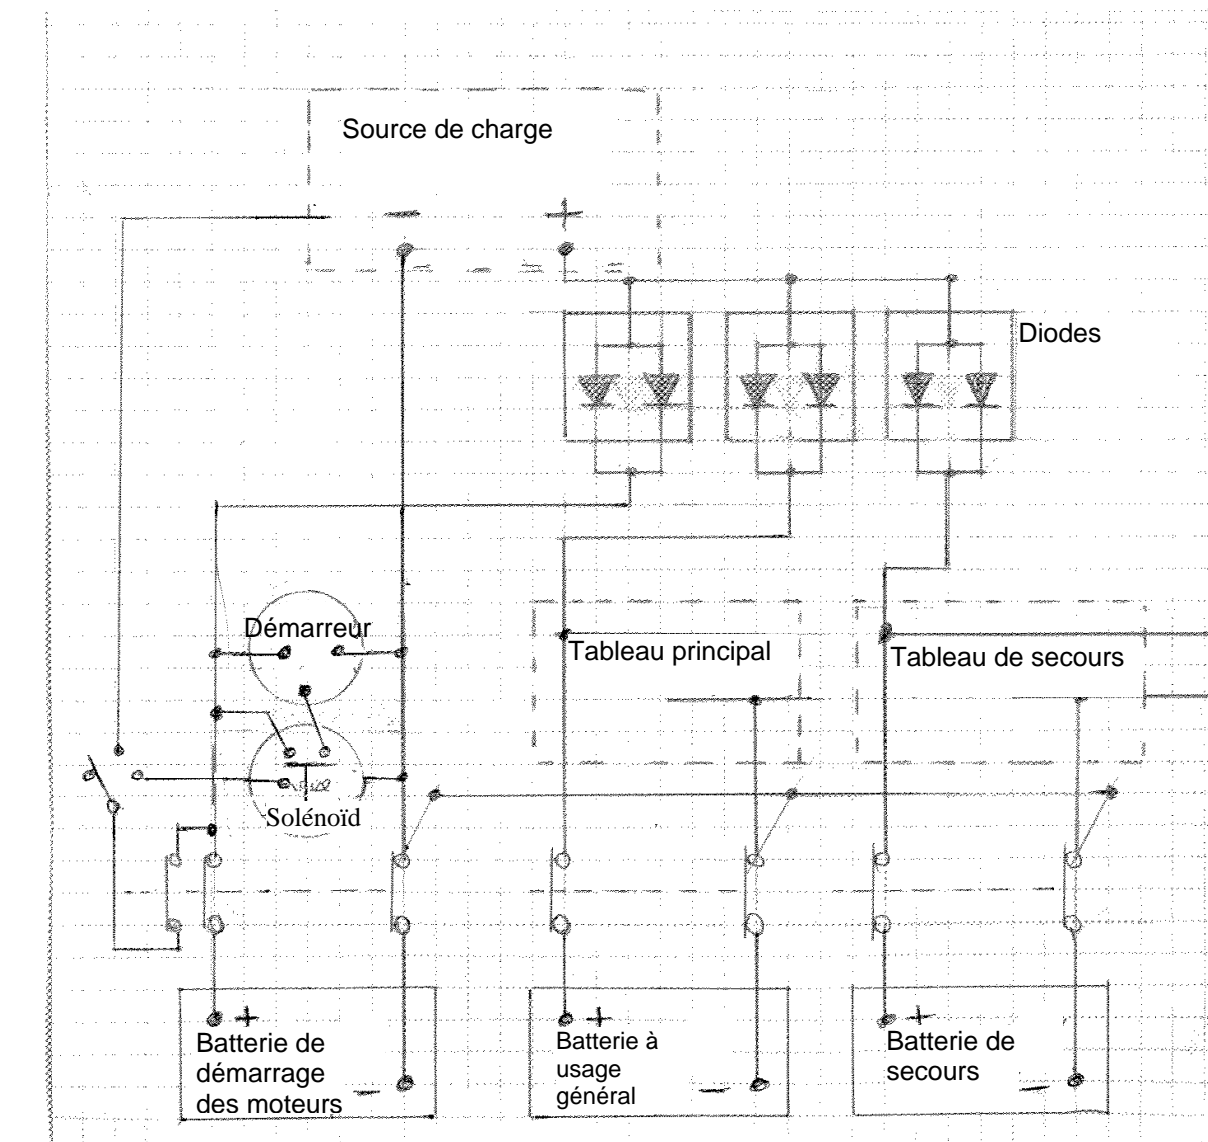 Source de charge
- +
Diodes
Démarreur
Tableau principal
Tableau de secours
Solénoïd
+
Batterie de
démarrage
des moteurs
-
+
Batterie à
usage
général
-
+
Batterie de
secours
-